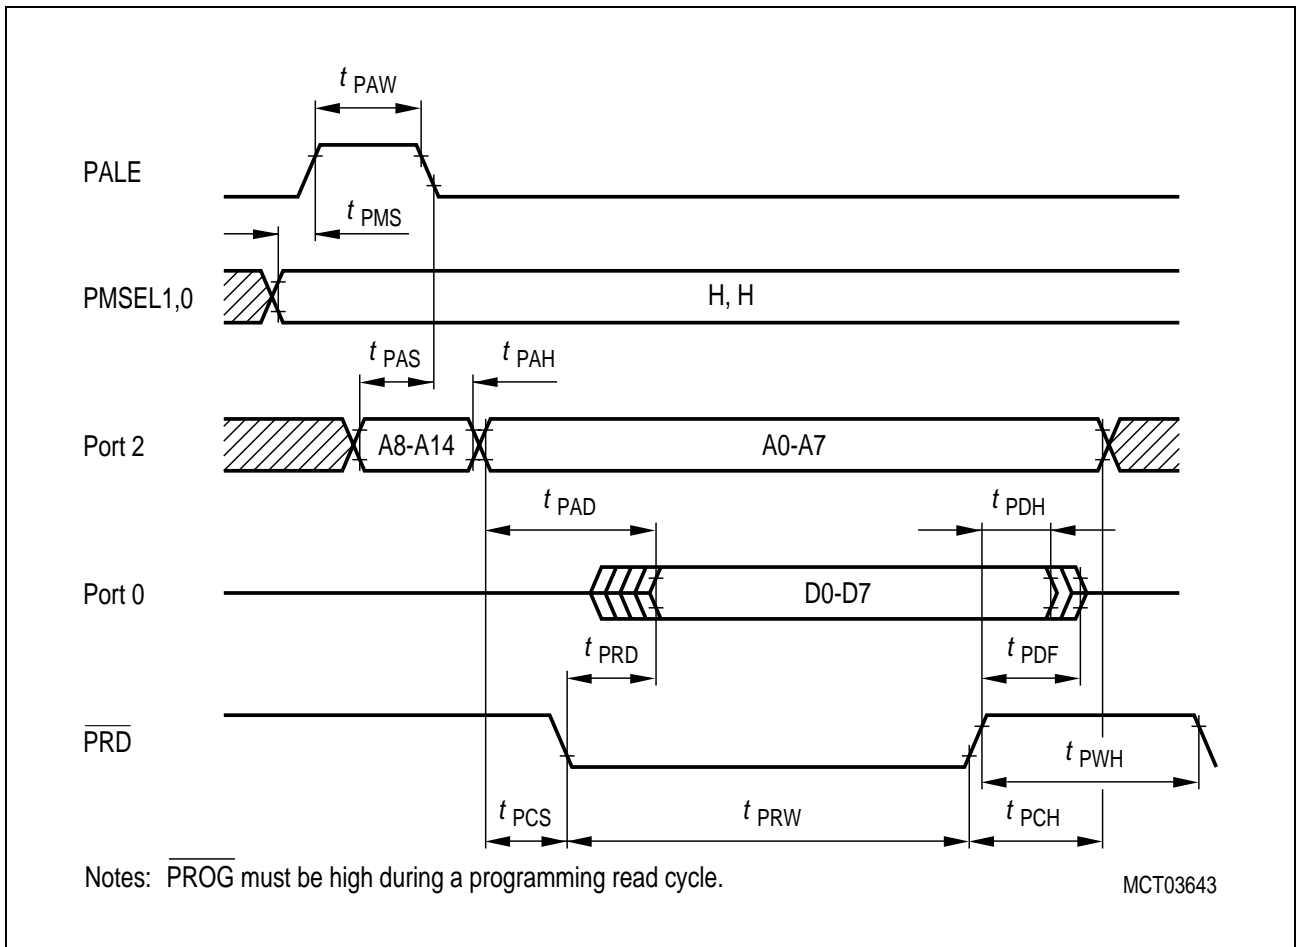 t PAW
PALE
t PMS
PMSEL1,0
H, H
t PAS
t PAH
Port 2
A8-A14
A0-A7
t PAD
t PDH
Port 0
D0-D7
t PRD
t PDF
PRD
t PWH
t PCS
t PRW
t PCH
Notes: PROG must be high during a programming read cycle.
MCT03643